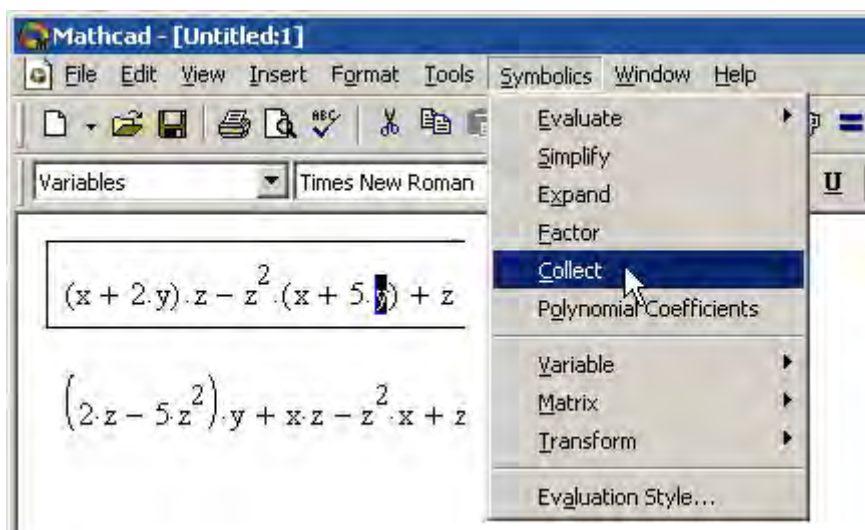 Mathcad - [Untitled:1]
File Edit View Insert Format Tools Symbolics Window Help
ABC
Variables Times New Roman U
Evaluate
Simplify
Expand
Factor
Collect
Polynomial Coefficients
Variable
Matrix
Transform
Evaluation Style...
(x + 2·y)·z − z²·(x + 5·y) + z
(2·z − 5·z²)·y + x·z − z²·x + z